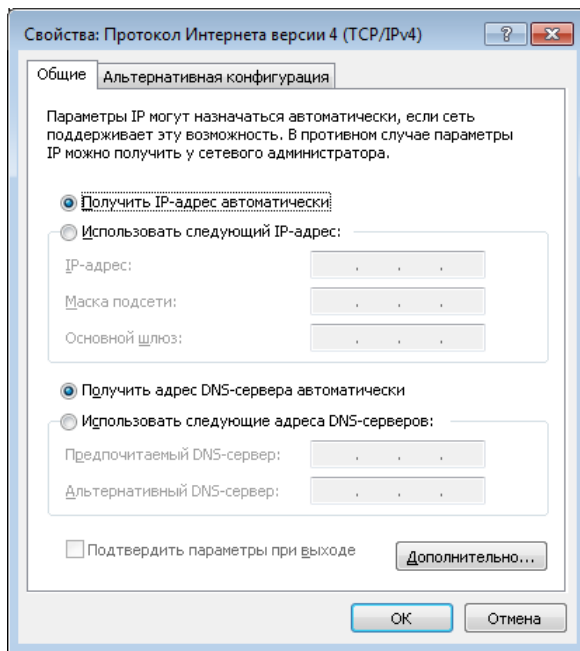 Свойства: Протокол Интернета версии 4 (TCP/IPv4)
Общие
Альтернативная конфигурация
Параметры IP могут назначаться автоматически, если сеть
поддерживает эту возможность. В противном случае параметры
IP можно получить у сетевого администратора.
Получить IP-адрес автоматически
Использовать следующий IP-адрес:
IP-адрес:
Маска подсети:
Основной шлюз:
Получить адрес DNS-сервера автоматически
Использовать следующие адреса DNS-серверов:
Предпочитаемый DNS-сервер:
Альтернативный DNS-сервер:
Подтвердить параметры при выходе
Дополнительно...
ОК
Отмена